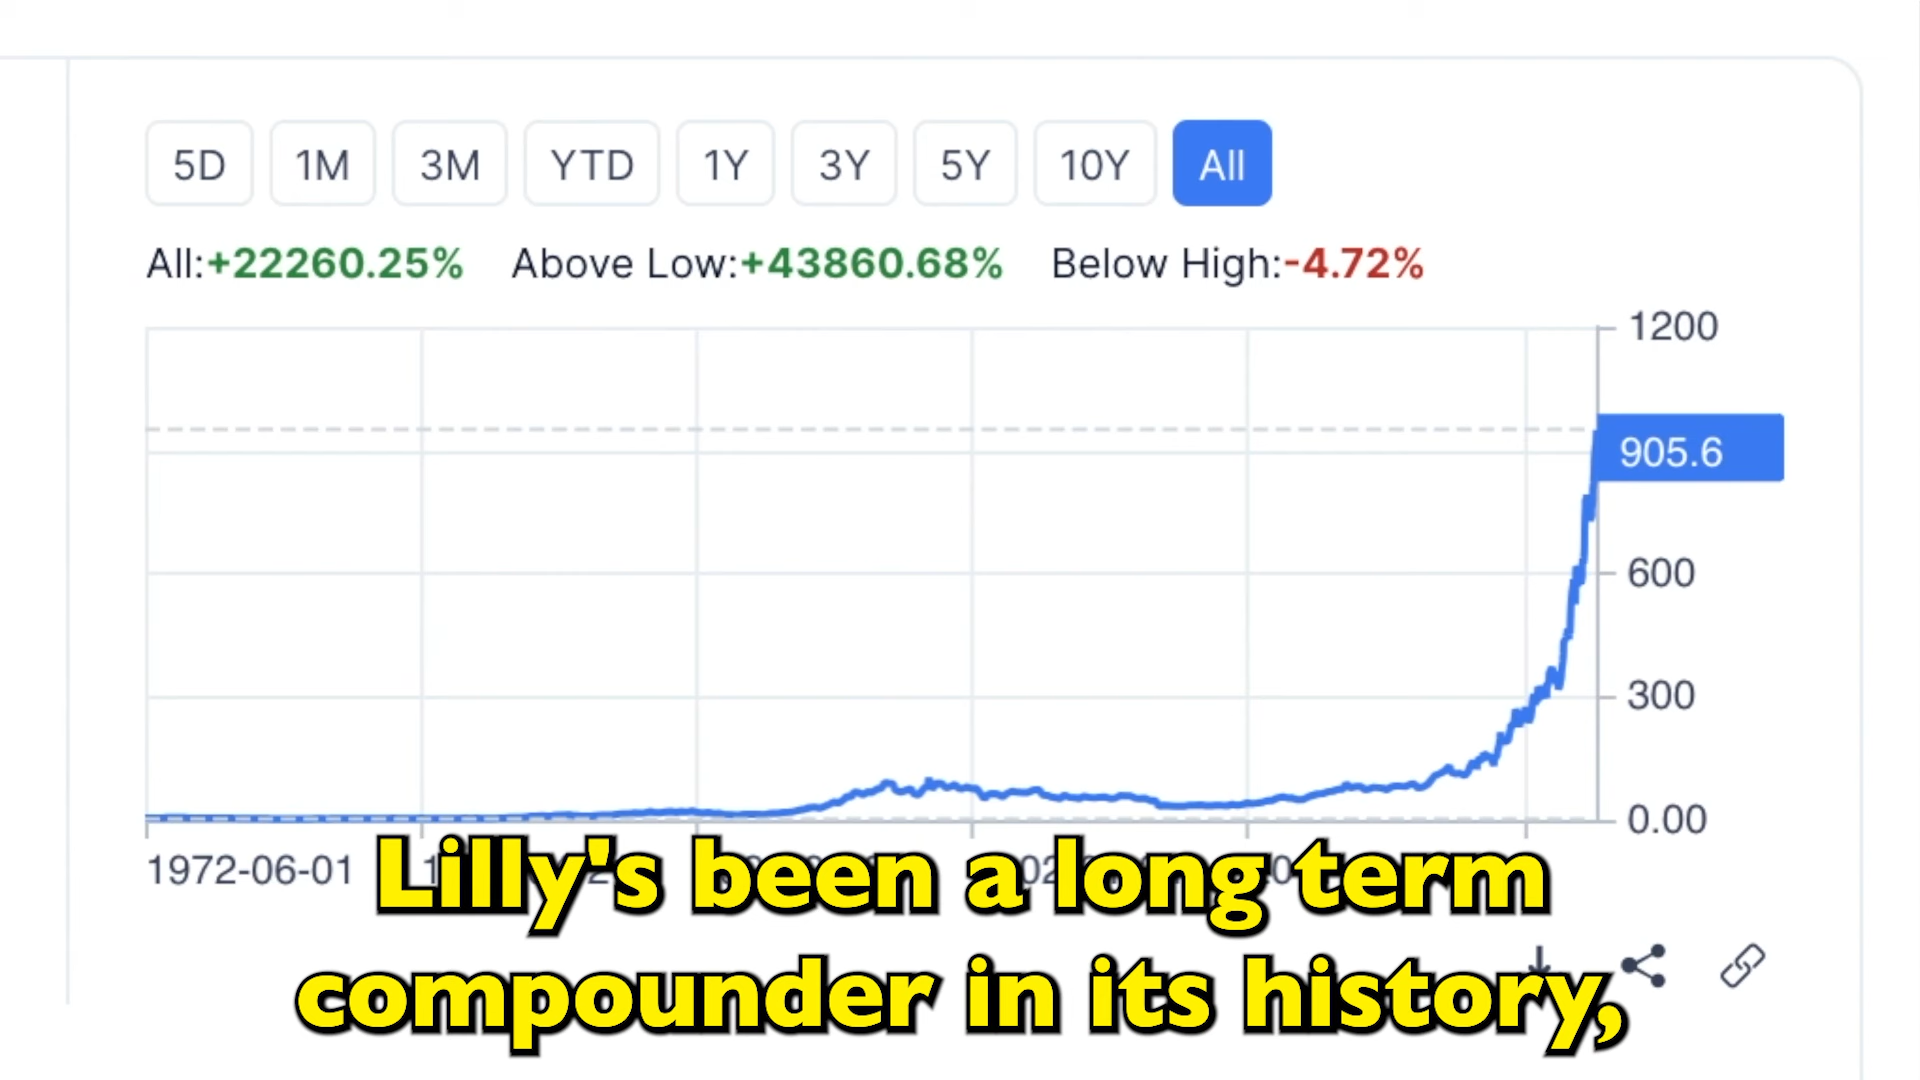 5D 1M 3M YTD 1Y 3Y 5Y 10Y All
All:+22260.25% Above Low:+43860.68% Below High:-4.72%
1200
905.6
600
300
0.00
1972-06-01
Lilly's been a long term
compounder in its history,